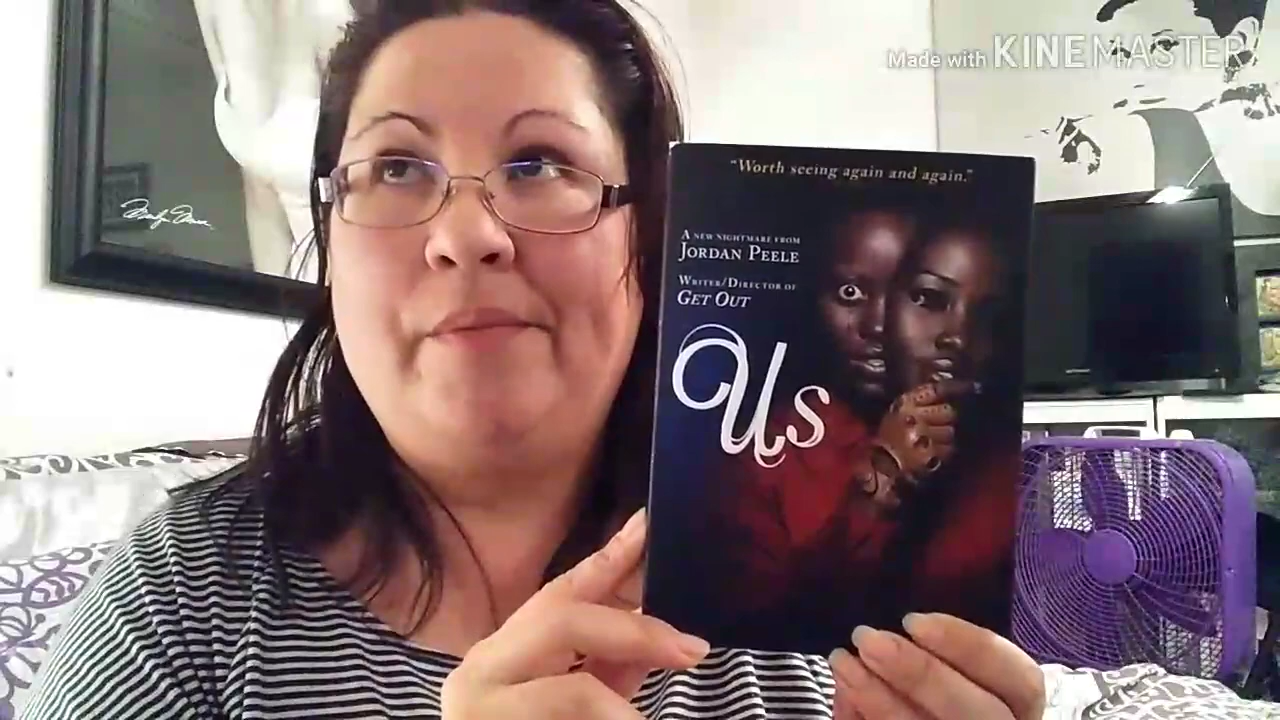 Made with KINEMASTER
"Worth seeing again and again."
A NEW NIGHTMARE FROM
JORDAN PEELE
WRITER/DIRECTOR OF
GET OUT
Us